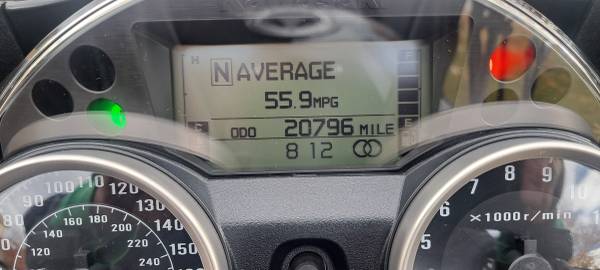 H F
N AVERAGE
55.9MPG
C ODO 20796 MILE E
8 12
80 90 100 110 120 130 140 150
120 140 160 180 200 220 240
5 6 7 8 9 10
×1000r/min